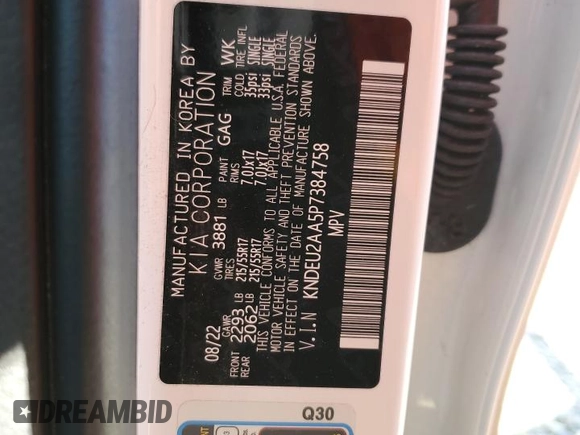 MANUFACTURED IN KOREA BY
KIA CORPORATION
08/22 GVWR 3881 LB PAINT GAG TRIM WK
GAWR TIRES RIMS COLD TIRE INFL
FRONT 2293 LB 215/55R17 7.0Jx17 35psi SINGLE
REAR 2062 LB 215/55R17 7.0Jx17 33psi SINGLE
THIS VEHICLE CONFORMS TO ALL APPLICABLE U.S.A. FEDERAL
MOTOR VEHICLE SAFETY AND THEFT PREVENTION STANDARDS
IN EFFECT ON THE DATE OF MANUFACTURE SHOWN ABOVE.
V.I.N KNDEU2AA5P7384758
MPV
Q30
DREAMBID